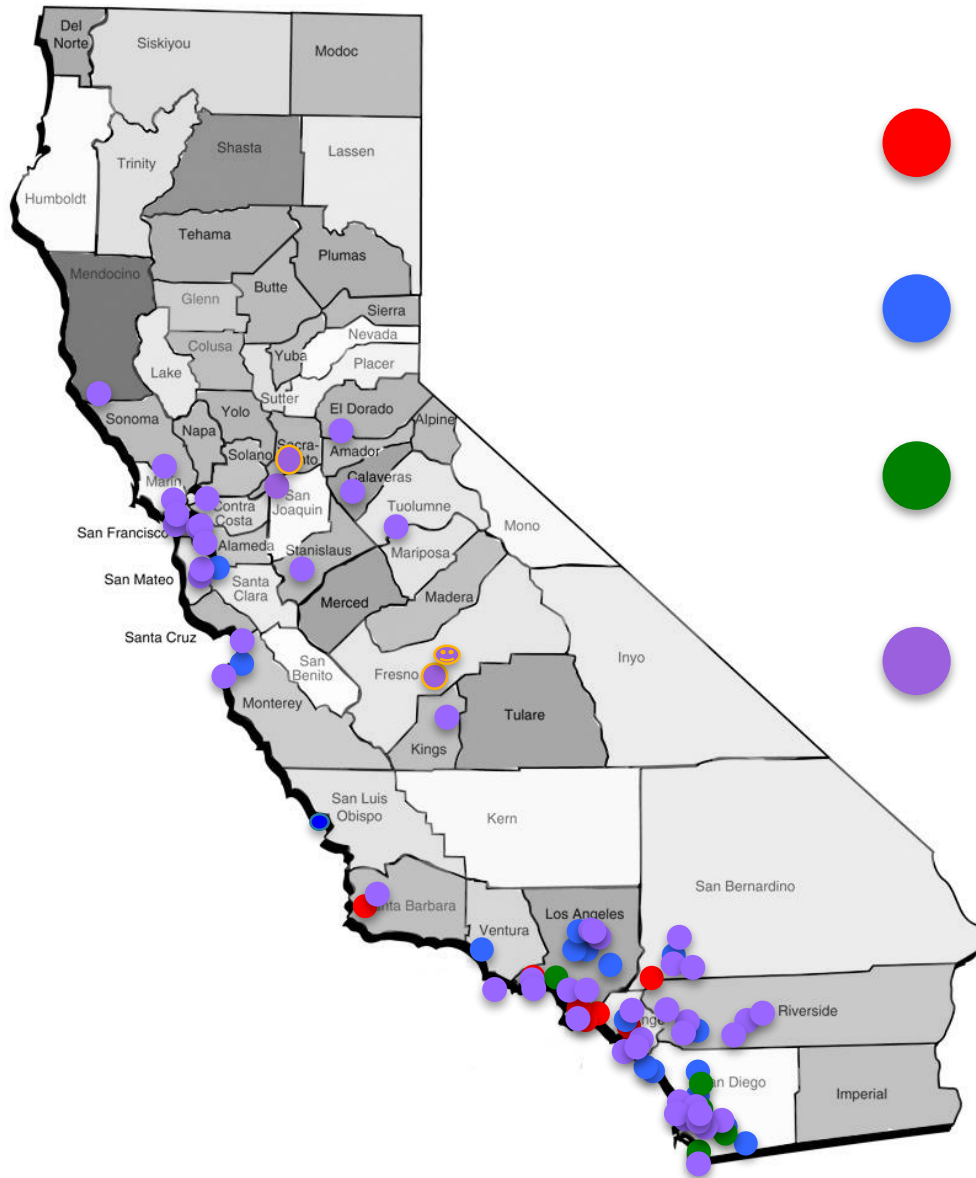 Del
Norte
Siskiyou
Modoc
Trinity
Shasta
Lassen
Humboldt
Tehama
Plumas
Mendocino
Glenn
Butte
Sierra
Colusa
Nevada
Lake
Yuba
Placer
Sutter
Sonoma
Napa
Yolo
El Dorado
Alpine
Solano
Sacra-
Amador
Marin
Calaveras
San
Joaquin
Contra
Costa
Tuolumne
Mono
San Francisco
Alameda
Stanislaus
Mariposa
San Mateo
Santa
Clara
Merced
Madera
Santa Cruz
San
Benito
Fresno
Inyo
Monterey
Tulare
Kings
San Luis
Obispo
Kern
San Bernardino
Barbara
Los Angeles
Ventura
Riverside
Diego
Imperial